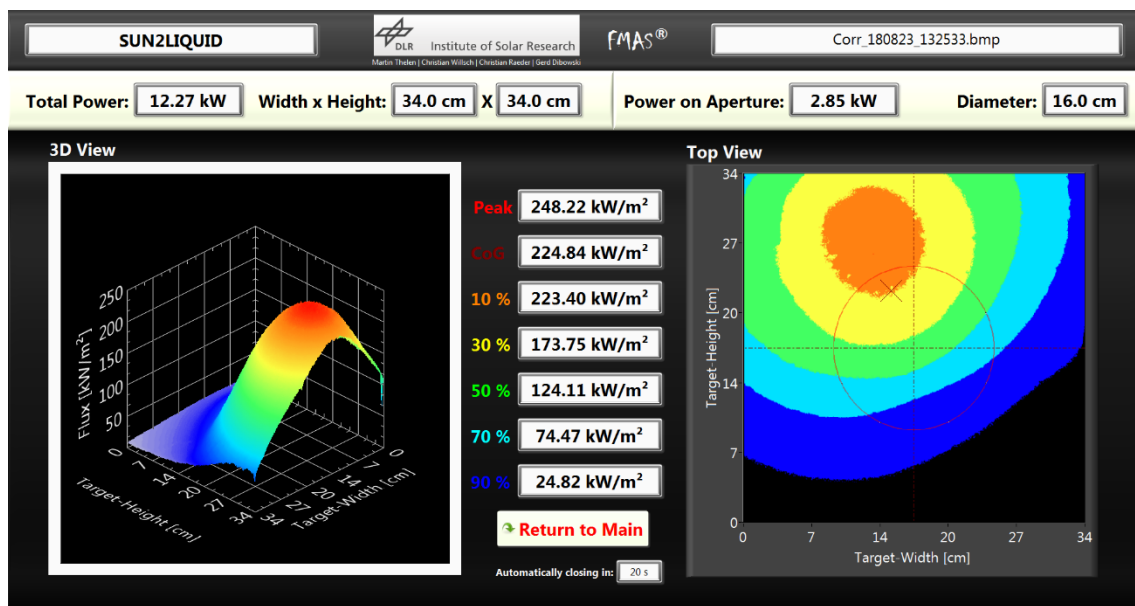 SUN2LIQUID
DLR Institute of Solar Research
Martin Thelen | Christian Willsch | Christian Raeder | Gerd Dibowski
FMAS®
Corr_180823_132533.bmp
Total Power: 12.27 kW Width x Height: 34.0 cm X 34.0 cm Power on Aperture: 2.85 kW Diameter: 16.0 cm
3D View
250
200
150
100
50
Flux [kW/m²]
0
7
14
20
27
34
Target-Height [cm]
34
27
20
14
7
0
Target-Width [cm]
Peak 248.22 kW/m²
CoG 224.84 kW/m²
10 % 223.40 kW/m²
30 % 173.75 kW/m²
50 % 124.11 kW/m²
70 % 74.47 kW/m²
90 % 24.82 kW/m²
Return to Main
Automatically closing in: 20 s
Top View
34
27
20
14
7
0
Target-Height [cm]
0 7 14 20 27 34
Target-Width [cm]